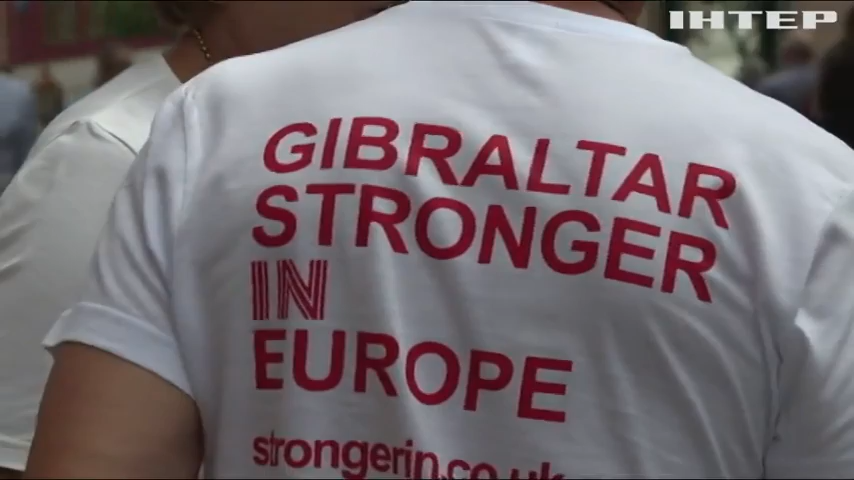 ІНТЕР
GIBRALTAR
STRONGER
IN
EUROPE
strongerin.co.uk